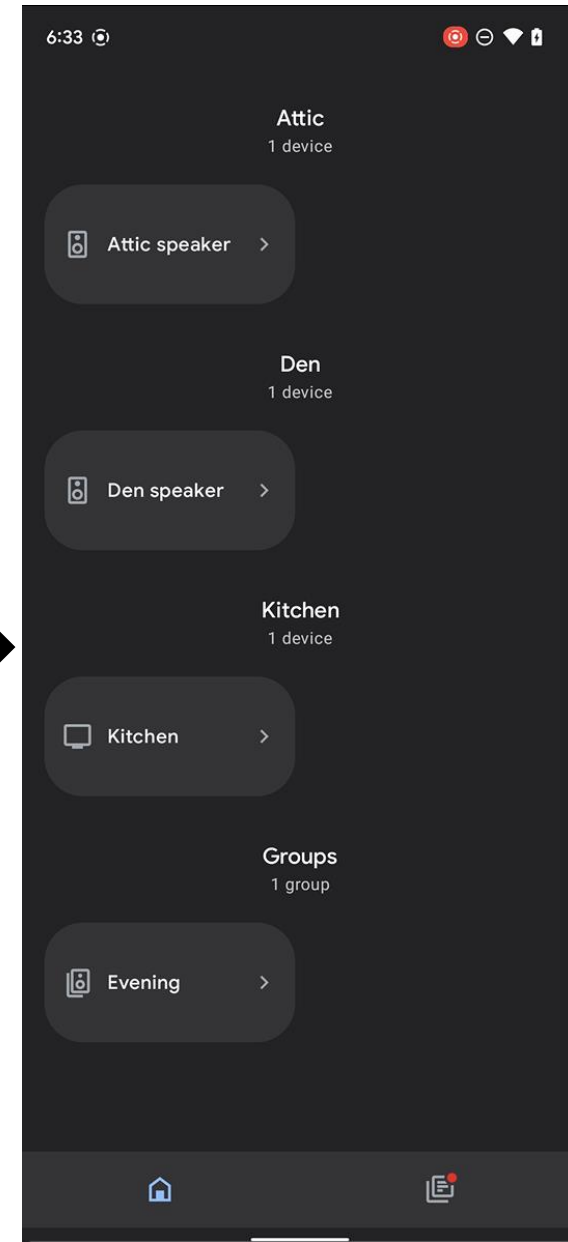 6:33
Attic
1 device
Attic speaker
Den
1 device
Den speaker
Kitchen
1 device
Kitchen
Groups
1 group
Evening